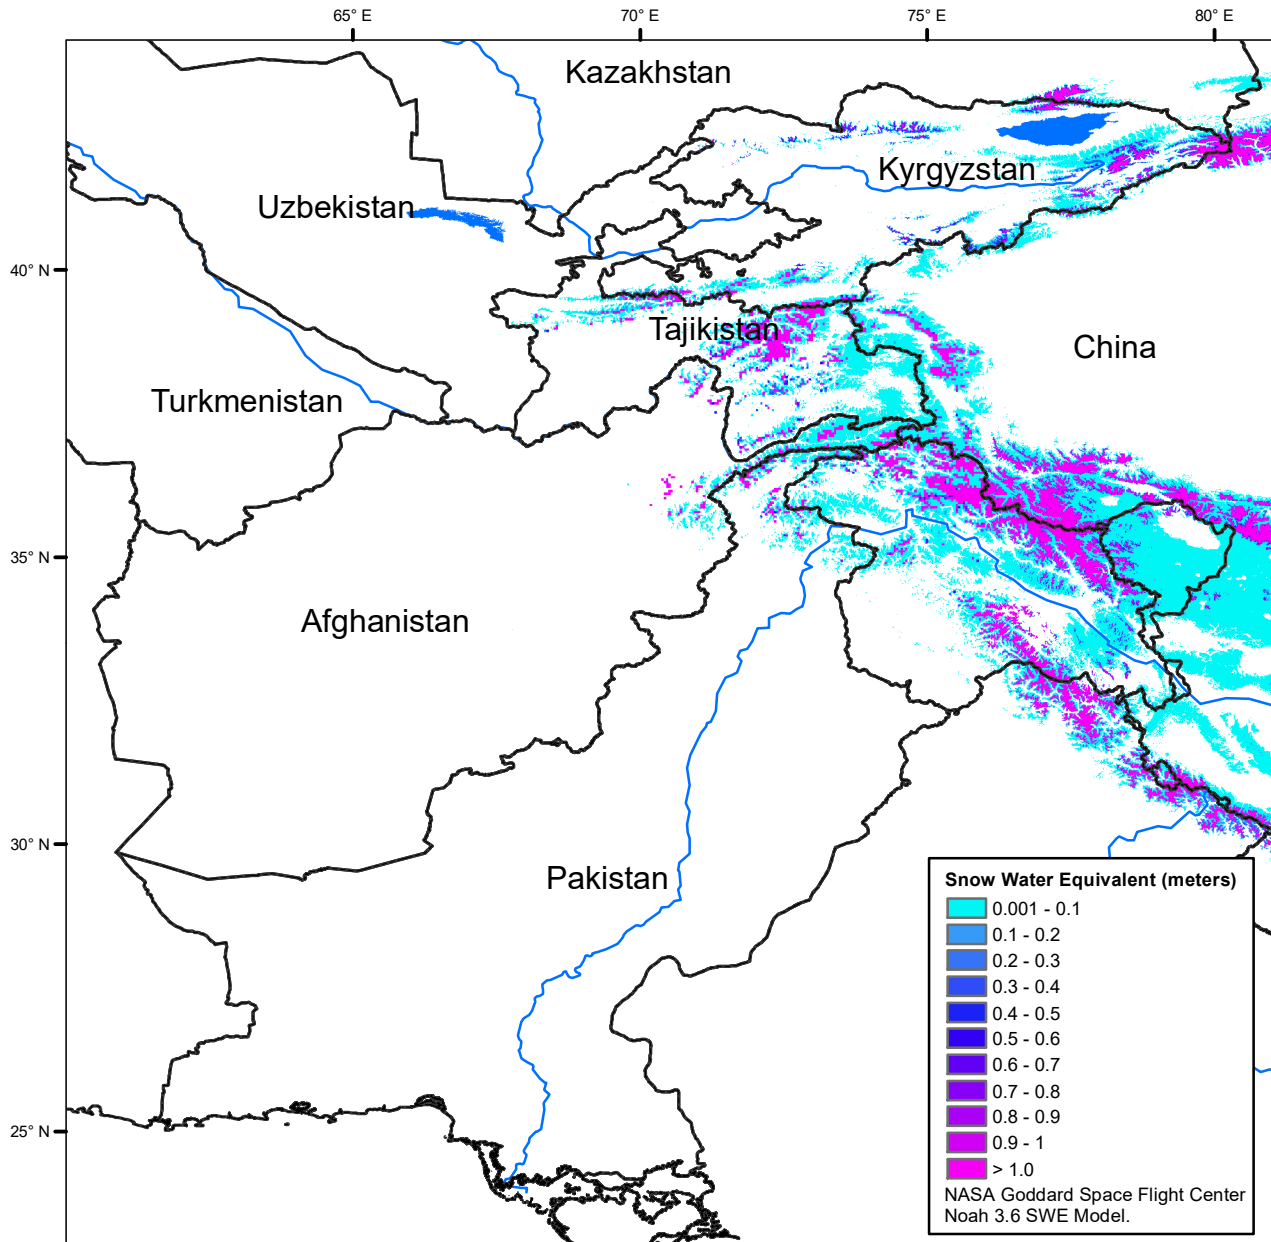 65° E
70° E
75° E
80° E
Kazakhstan
Kyrgyzstan
Uzbekistan
40° N
Tajikistan
China
Turkmenistan
35° N
Afghanistan
30° N
Pakistan
25° N
Snow Water Equivalent (meters)
0.001 - 0.1
0.1 - 0.2
0.2 - 0.3
0.3 - 0.4
0.4 - 0.5
0.5 - 0.6
0.6 - 0.7
0.7 - 0.8
0.8 - 0.9
0.9 - 1
> 1.0
NASA Goddard Space Flight Center
Noah 3.6 SWE Model.